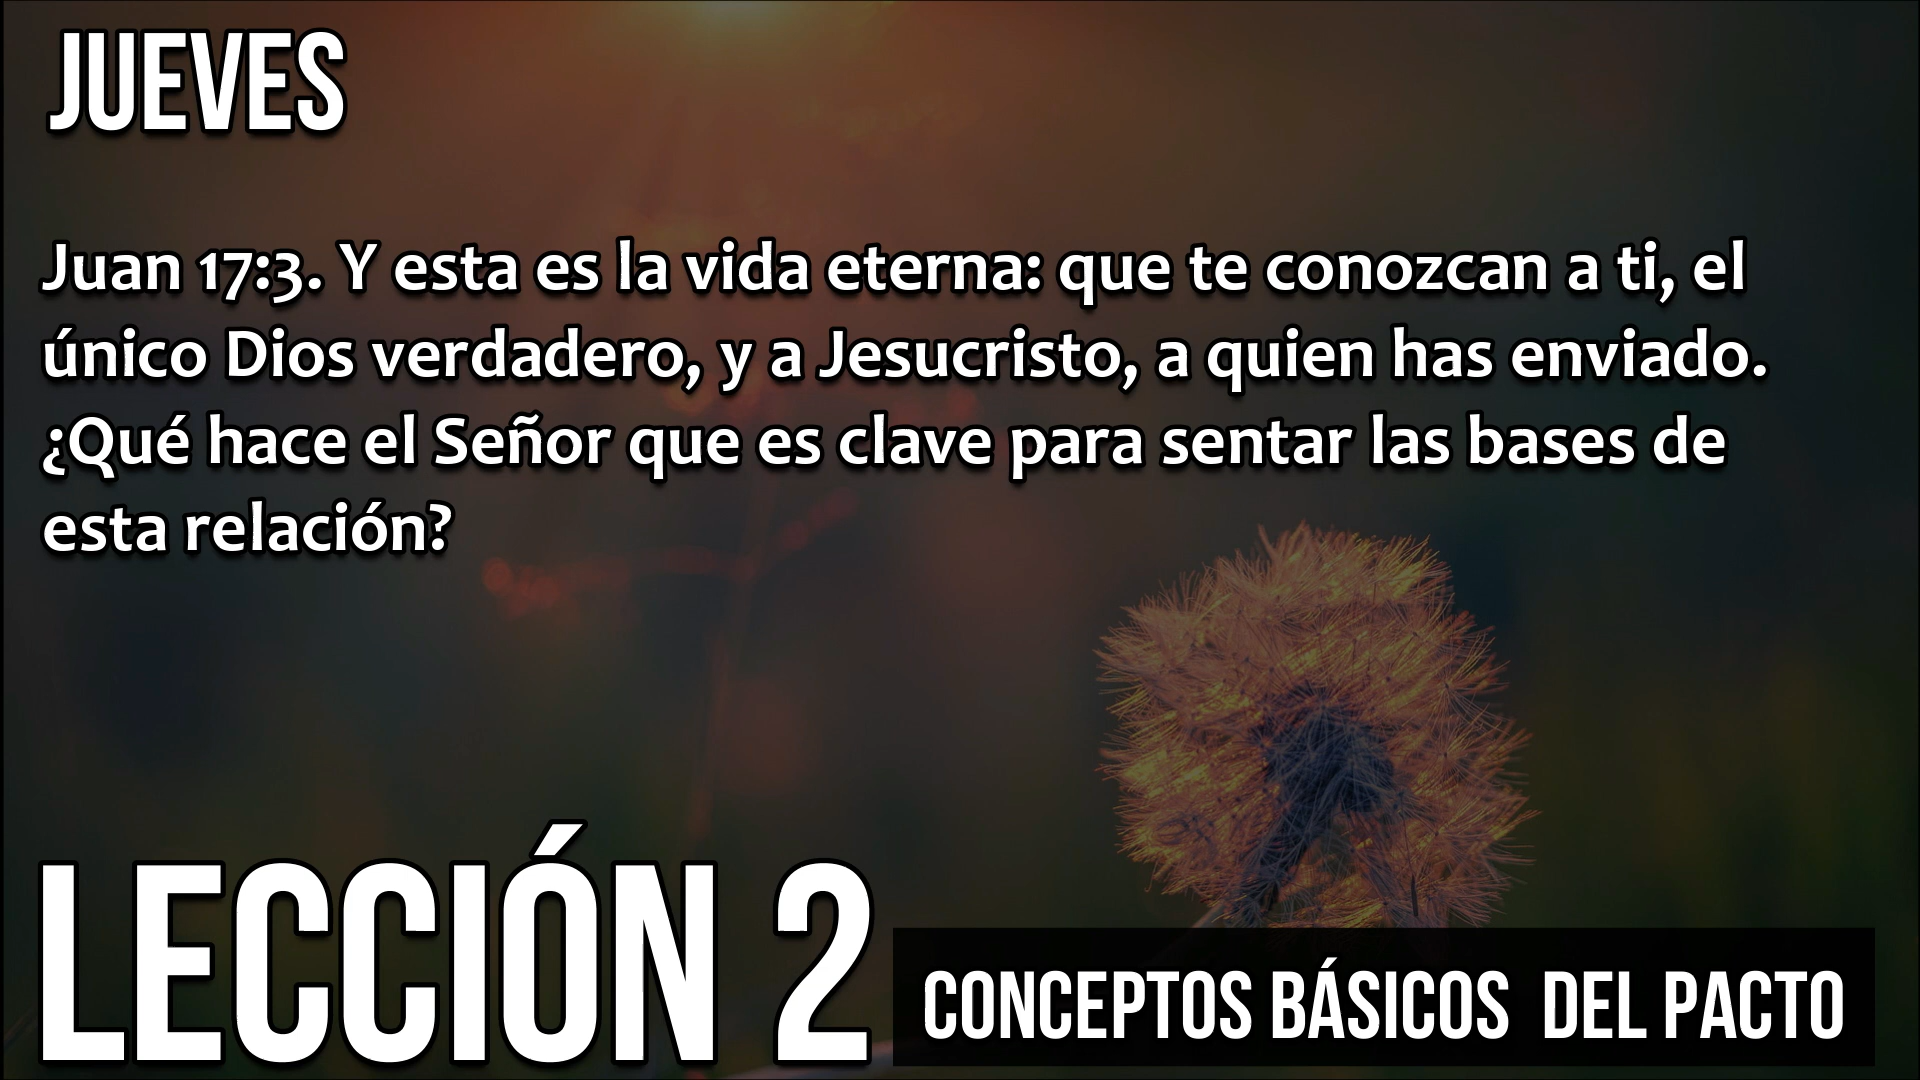 JUEVES
Juan 17:3. Y esta es la vida eterna: que te conozcan a ti, el
único Dios verdadero, y a Jesucristo, a quien has enviado.
¿Qué hace el Señor que es clave para sentar las bases de
esta relación?
LECCIÓN 2
CONCEPTOS BÁSICOS DEL PACTO